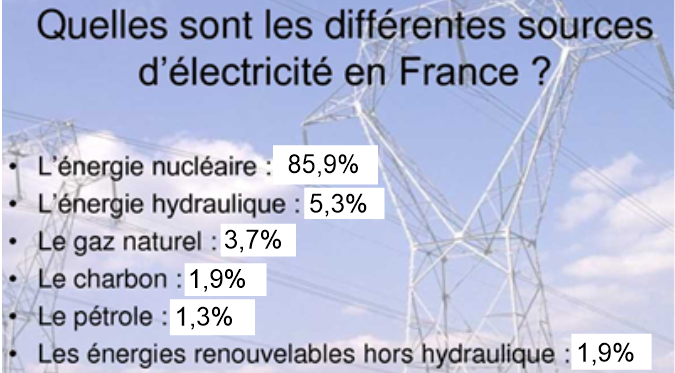 Quelles sont les différentes sources
d’électricité en France ?
• L’énergie nucléaire : 85,9%
• L’énergie hydraulique : 5,3%
• Le gaz naturel : 3,7%
• Le charbon : 1,9%
• Le pétrole : 1,3%
• Les énergies renouvelables hors hydraulique : 1,9%